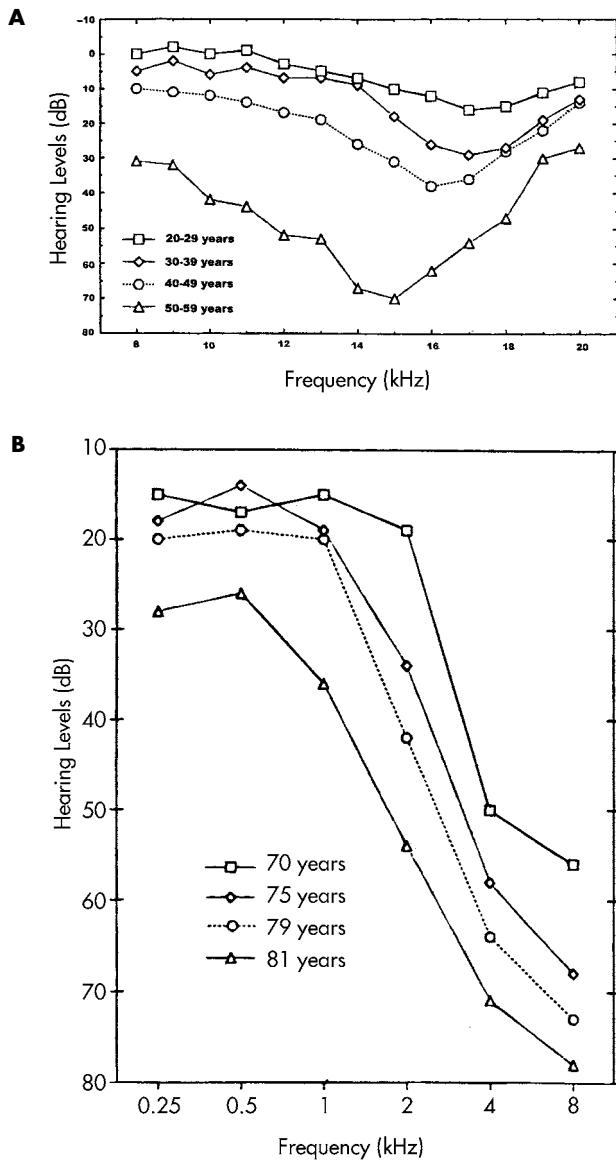 A
-10
0
10
20
30
40
50
60
70
80
Hearing Levels (dB)
20-29 years
30-39 years
40-49 years
50-59 years
8 10 12 14 16 18 20
Frequency (kHz)
B
10
20
30
40
50
60
70
80
Hearing Levels (dB)
70 years
75 years
79 years
81 years
0.25 0.5 1 2 4 8
Frequency (kHz)